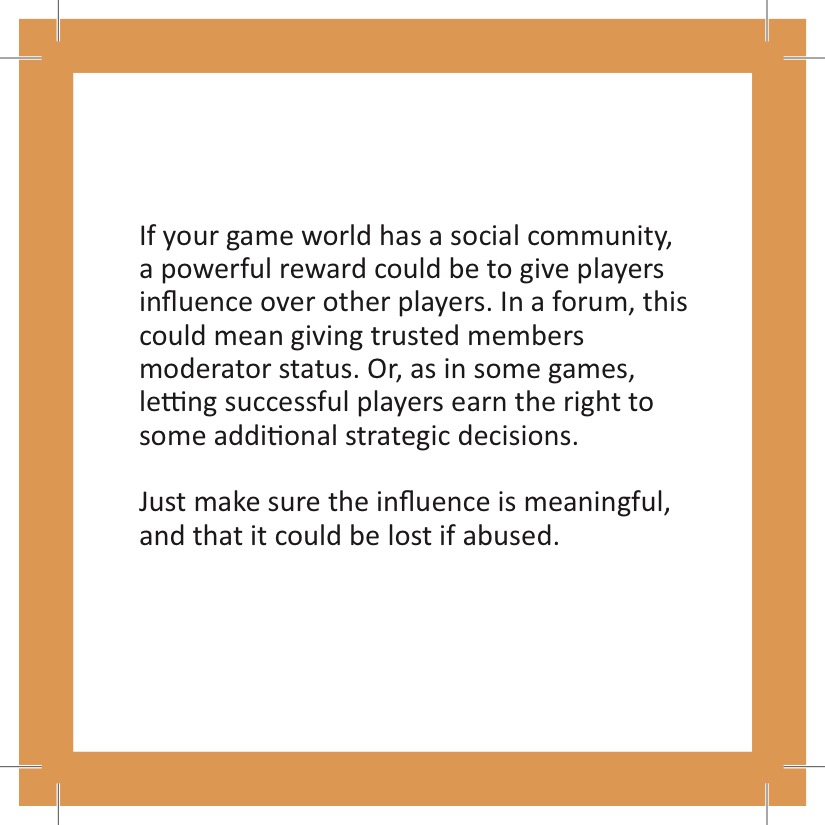 If your game world has a social community,
a powerful reward could be to give players
influence over other players. In a forum, this
could mean giving trusted members
moderator status. Or, as in some games,
letting successful players earn the right to
some additional strategic decisions.
Just make sure the influence is meaningful,
and that it could be lost if abused.